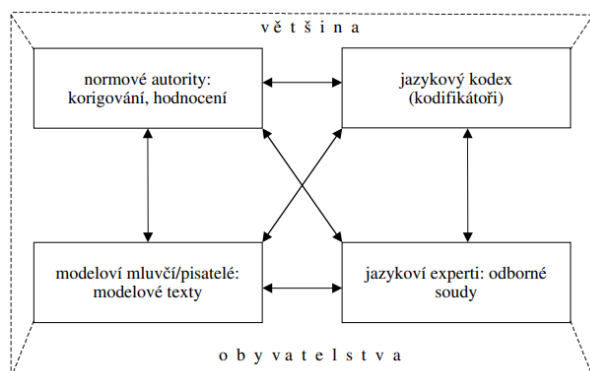 v ě t š i n a
normové autority:
korigování, hodnocení
jazykový kodex
(kodifikátoři)
modeloví mluvčí/pisatelé:
modelové texty
jazykoví experti: odborné
soudy
o b y v a t e l s t v a